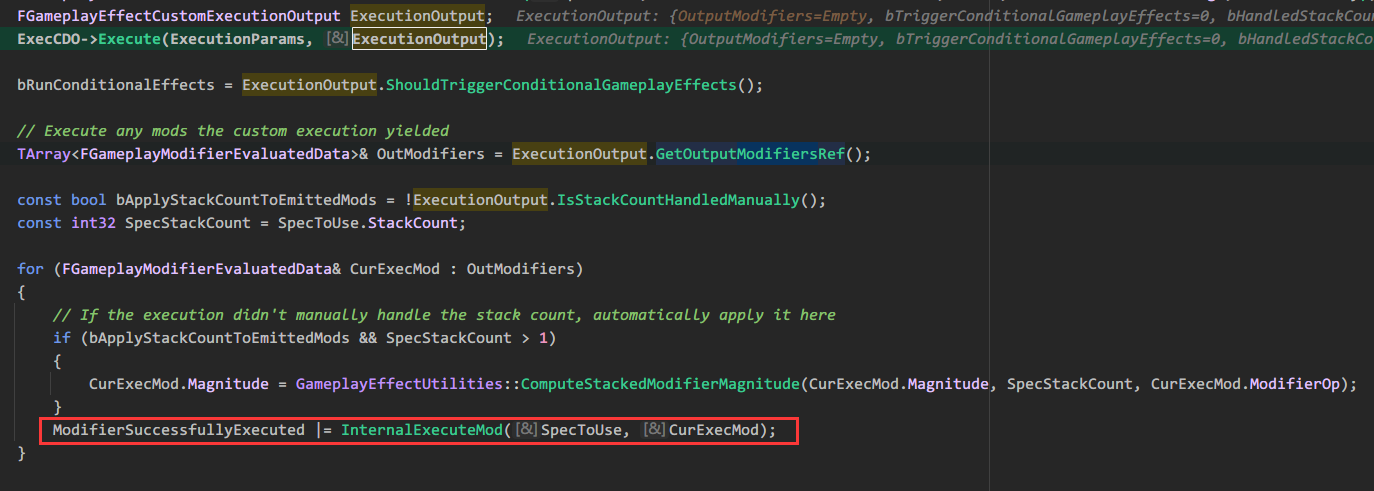 FGameplayEffectCustomExecutionOutput ExecutionOutput; ExecutionOutput: {OutputModifiers=Empty, bTriggerConditionalGameplayEffects=0, bHandledStackCoun
ExecCDO->Execute(ExecutionParams, [&]ExecutionOutput); ExecutionOutput: {OutputModifiers=Empty, bTriggerConditionalGameplayEffects=0, bHandledStackCo
bRunConditionalEffects = ExecutionOutput.ShouldTriggerConditionalGameplayEffects();
// Execute any mods the custom execution yielded
TArray<FGameplayModifierEvaluatedData>& OutModifiers = ExecutionOutput.GetOutputModifiersRef();
const bool bApplyStackCountToEmittedMods = !ExecutionOutput.IsStackCountHandledManually();
const int32 SpecStackCount = SpecToUse.StackCount;
for (FGameplayModifierEvaluatedData& CurExecMod : OutModifiers)
{
// If the execution didn't manually handle the stack count, automatically apply it here
if (bApplyStackCountToEmittedMods && SpecStackCount > 1)
{
CurExecMod.Magnitude = GameplayEffectUtilities::ComputeStackedModifierMagnitude(CurExecMod.Magnitude, SpecStackCount, CurExecMod.ModifierOp);
}
ModifierSuccessfullyExecuted |= InternalExecuteMod([&]SpecToUse, [&]CurExecMod);
}